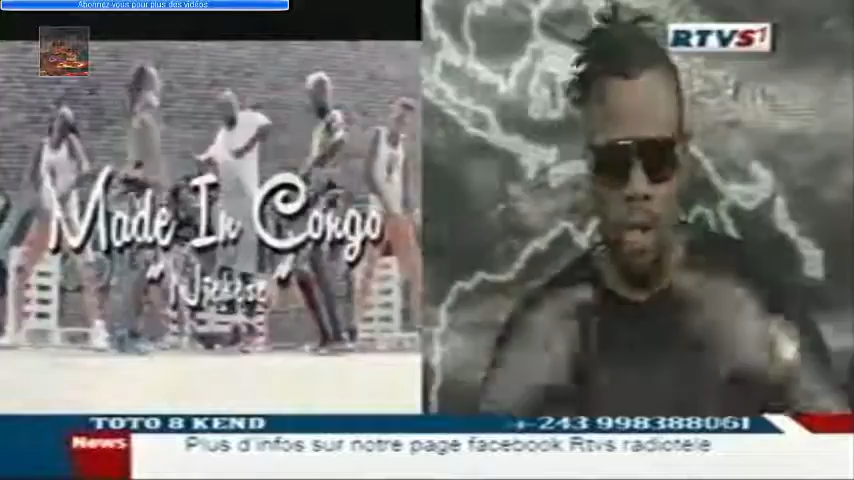 Abonnez-vous pour plus des vidéos
RTVS1
Made In Congo
"Njekese"
TOTO 8 KEND
+243 998388061
News
Plus d'infos sur notre page facebook Rtvs radiotele